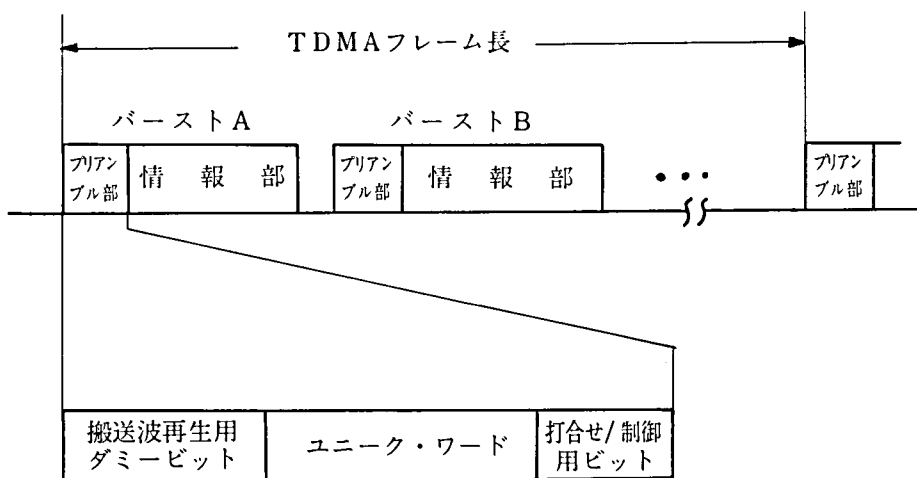 TDMAフレーム長
バーストA
バーストB
プリアン
ブル部
情報部
プリアン
ブル部
情報部
•••
プリアン
ブル部
搬送波再生用
ダミービット
ユニーク・ワード
打合せ/制御
用ビット